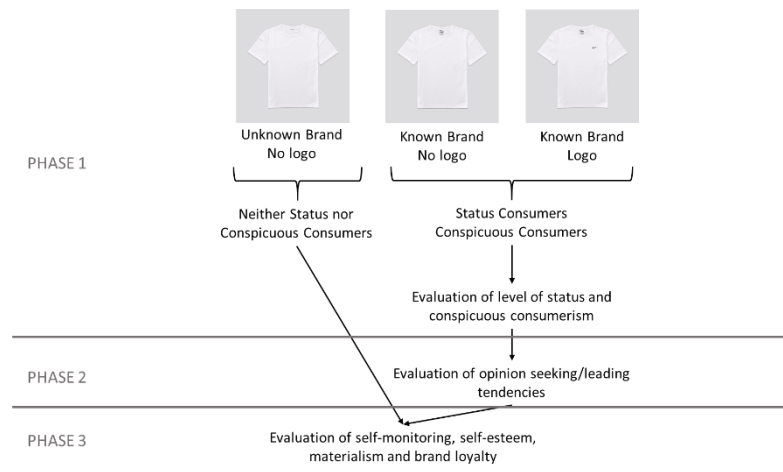 Unknown Brand
No logo
Known Brand
No logo
Known Brand
Logo
PHASE 1
Neither Status nor
Conspicuous Consumers
Status Consumers
Conspicuous Consumers
Evaluation of level of status and
conspicuous consumerism
PHASE 2
Evaluation of opinion seeking/leading
tendencies
PHASE 3
Evaluation of self-monitoring, self-esteem,
materialism and brand loyalty